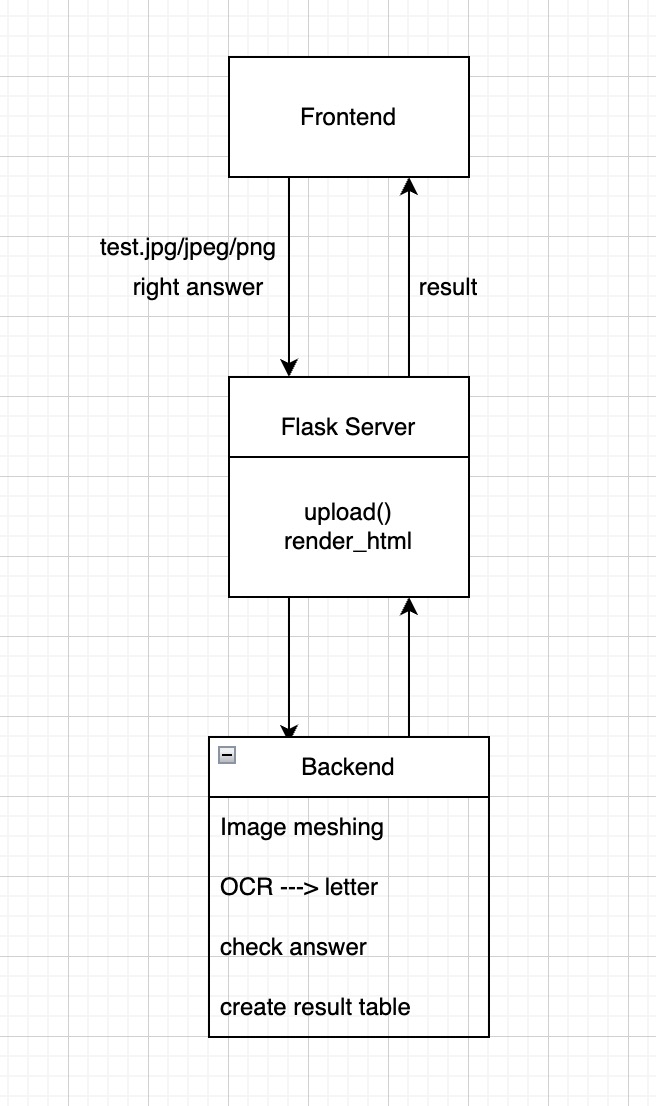 Frontend
test.jpg/jpeg/png
right answer
result
Flask Server
upload()
render_html
Backend
Image meshing
OCR ---> letter
check answer
create result table